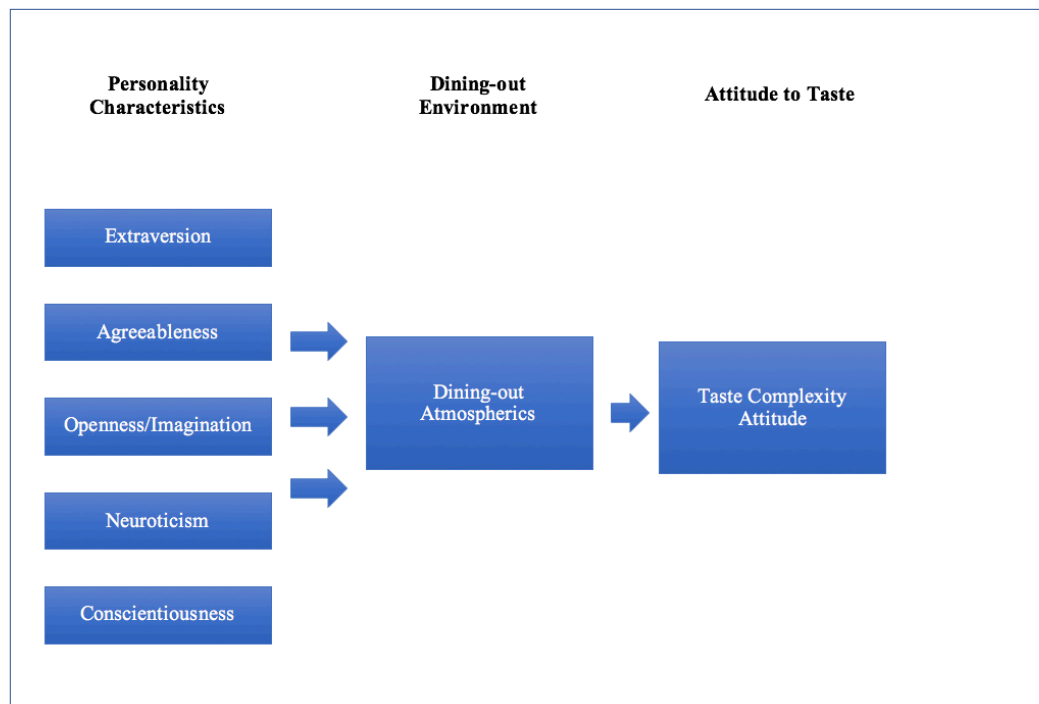 Personality
Characteristics
Dining-out
Environment
Attitude to Taste
Extraversion
Agreeableness
Openness/Imagination
Neuroticism
Conscientiousness
Dining-out
Atmospherics
Taste Complexity
Attitude